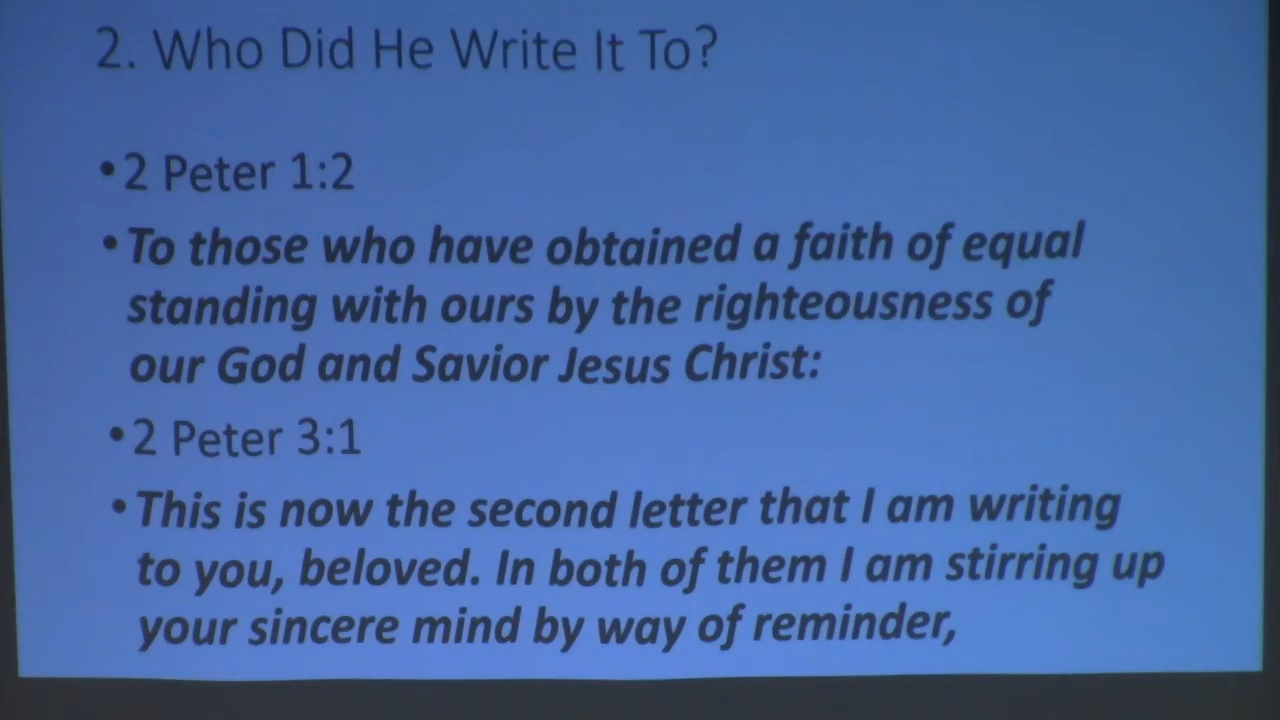 2. Who Did He Write It To?
•2 Peter 1:2
•To those who have obtained a faith of equal
standing with ours by the righteousness of
our God and Savior Jesus Christ:
•2 Peter 3:1
•This is now the second letter that I am writing
to you, beloved. In both of them I am stirring up
your sincere mind by way of reminder,